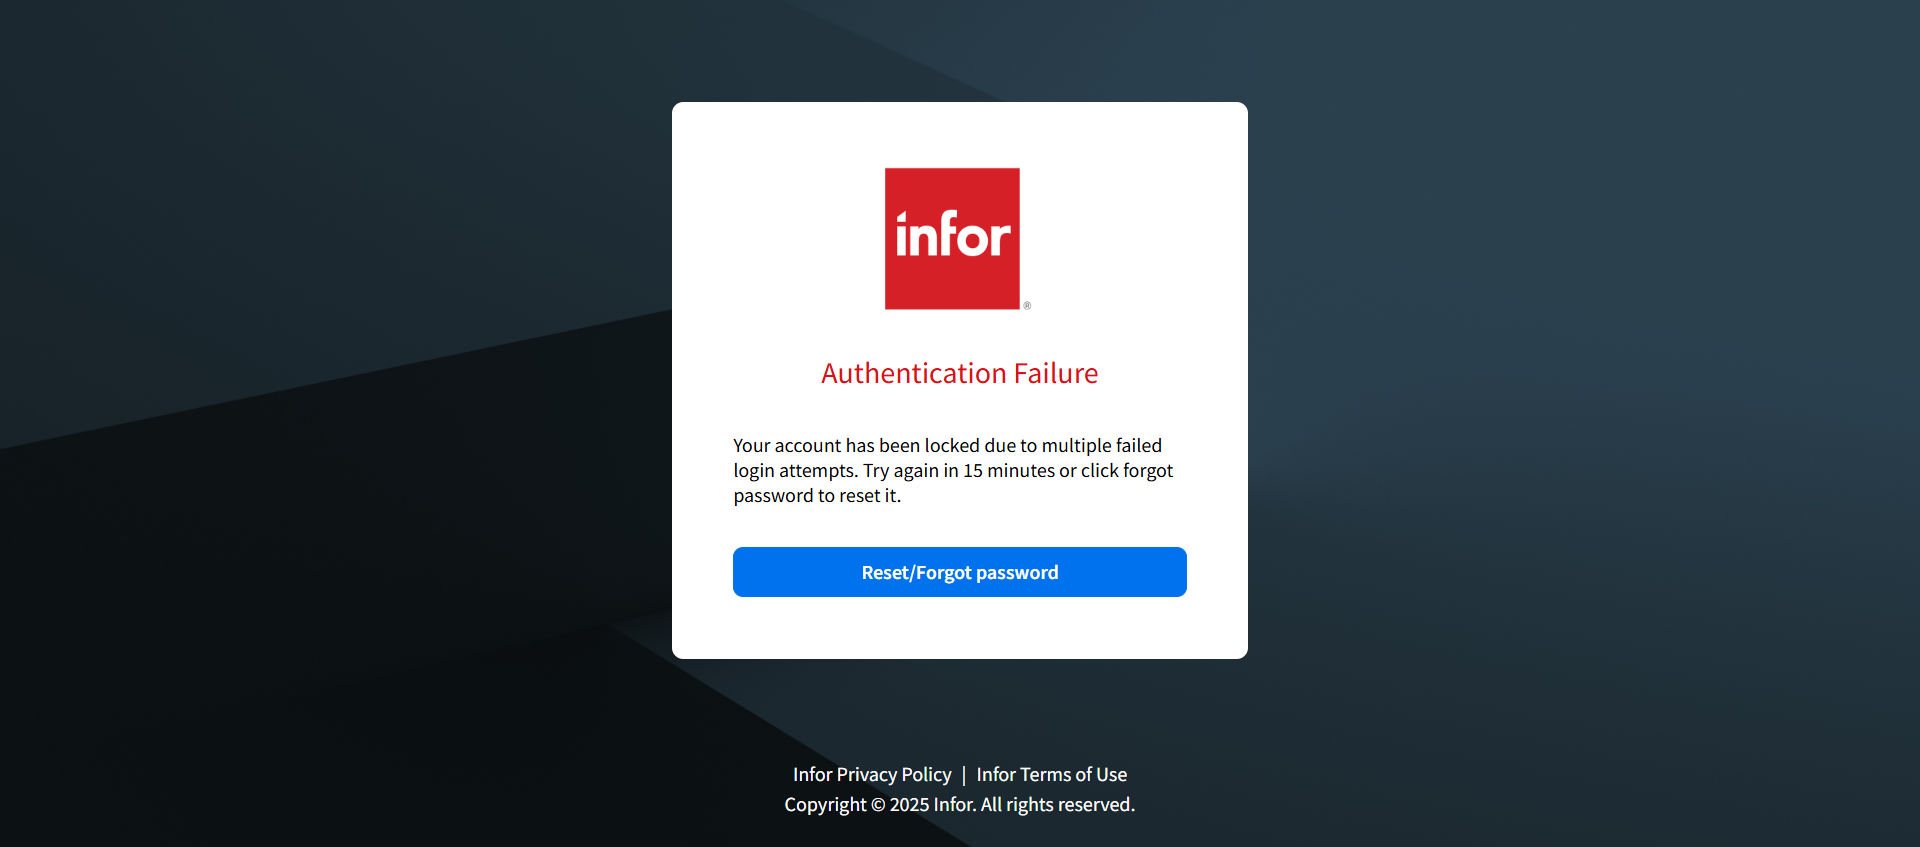 infor
®
Authentication Failure
Your account has been locked due to multiple failed
login attempts. Try again in 15 minutes or click forgot
password to reset it.
Reset/Forgot password
Infor Privacy Policy | Infor Terms of Use
Copyright © 2025 Infor. All rights reserved.